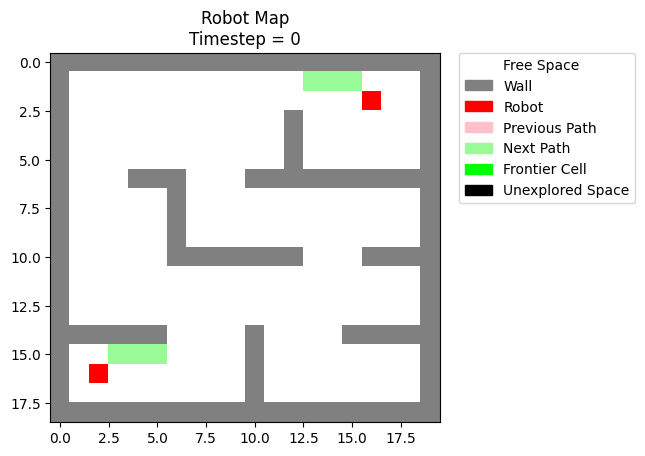 Robot Map
Timestep = 0
0.0
2.5
5.0
7.5
10.0
12.5
15.0
17.5
0.0
2.5
5.0
7.5
10.0
12.5
15.0
17.5
Free Space
Wall
Robot
Previous Path
Next Path
Frontier Cell
Unexplored Space